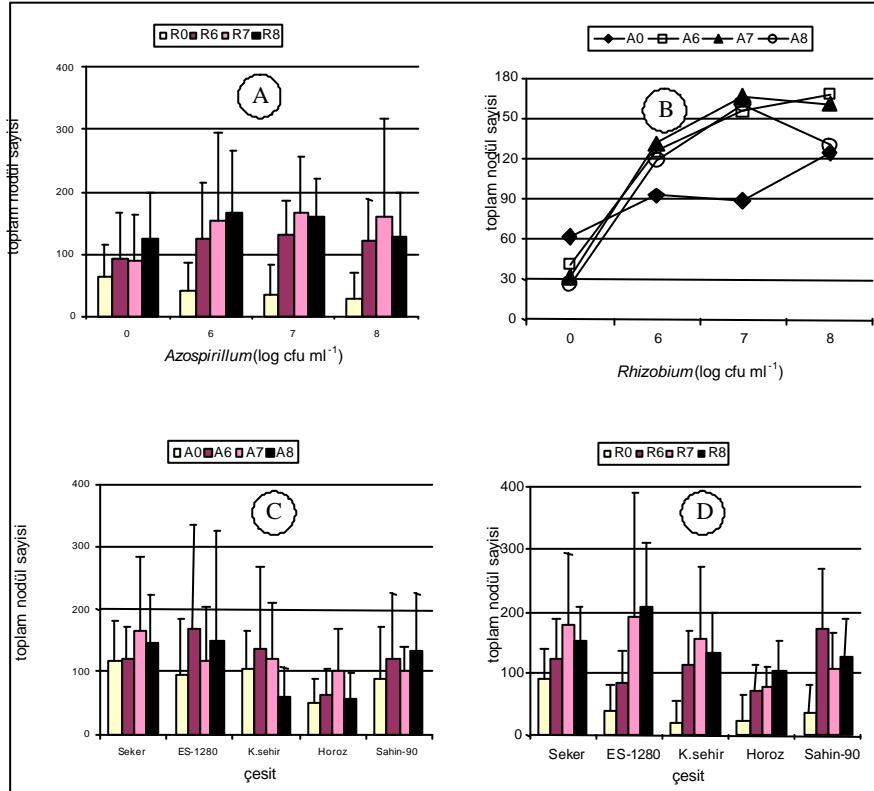 R0 R6 R7 R8
A
toplam nodül sayisi
400
300
200
100
0
0 6 7 8
Azospirillum(log cfu ml-1)
A0 A6 A7 A8
B
toplam nodül sayisi
180
150
120
90
60
30
0
0 6 7 8
Rhizobium(log cfu ml-1)
A0 A6 A7 A8
C
toplam nodül sayisi
400
300
200
100
0
Seker ES-1280 K.sehir Horoz Sahin-90
çesit
R0 R6 R7 R8
D
toplam nodül sayisi
400
300
200
100
0
Seker ES-1280 K.sehir Horoz Sahin-90
çesit